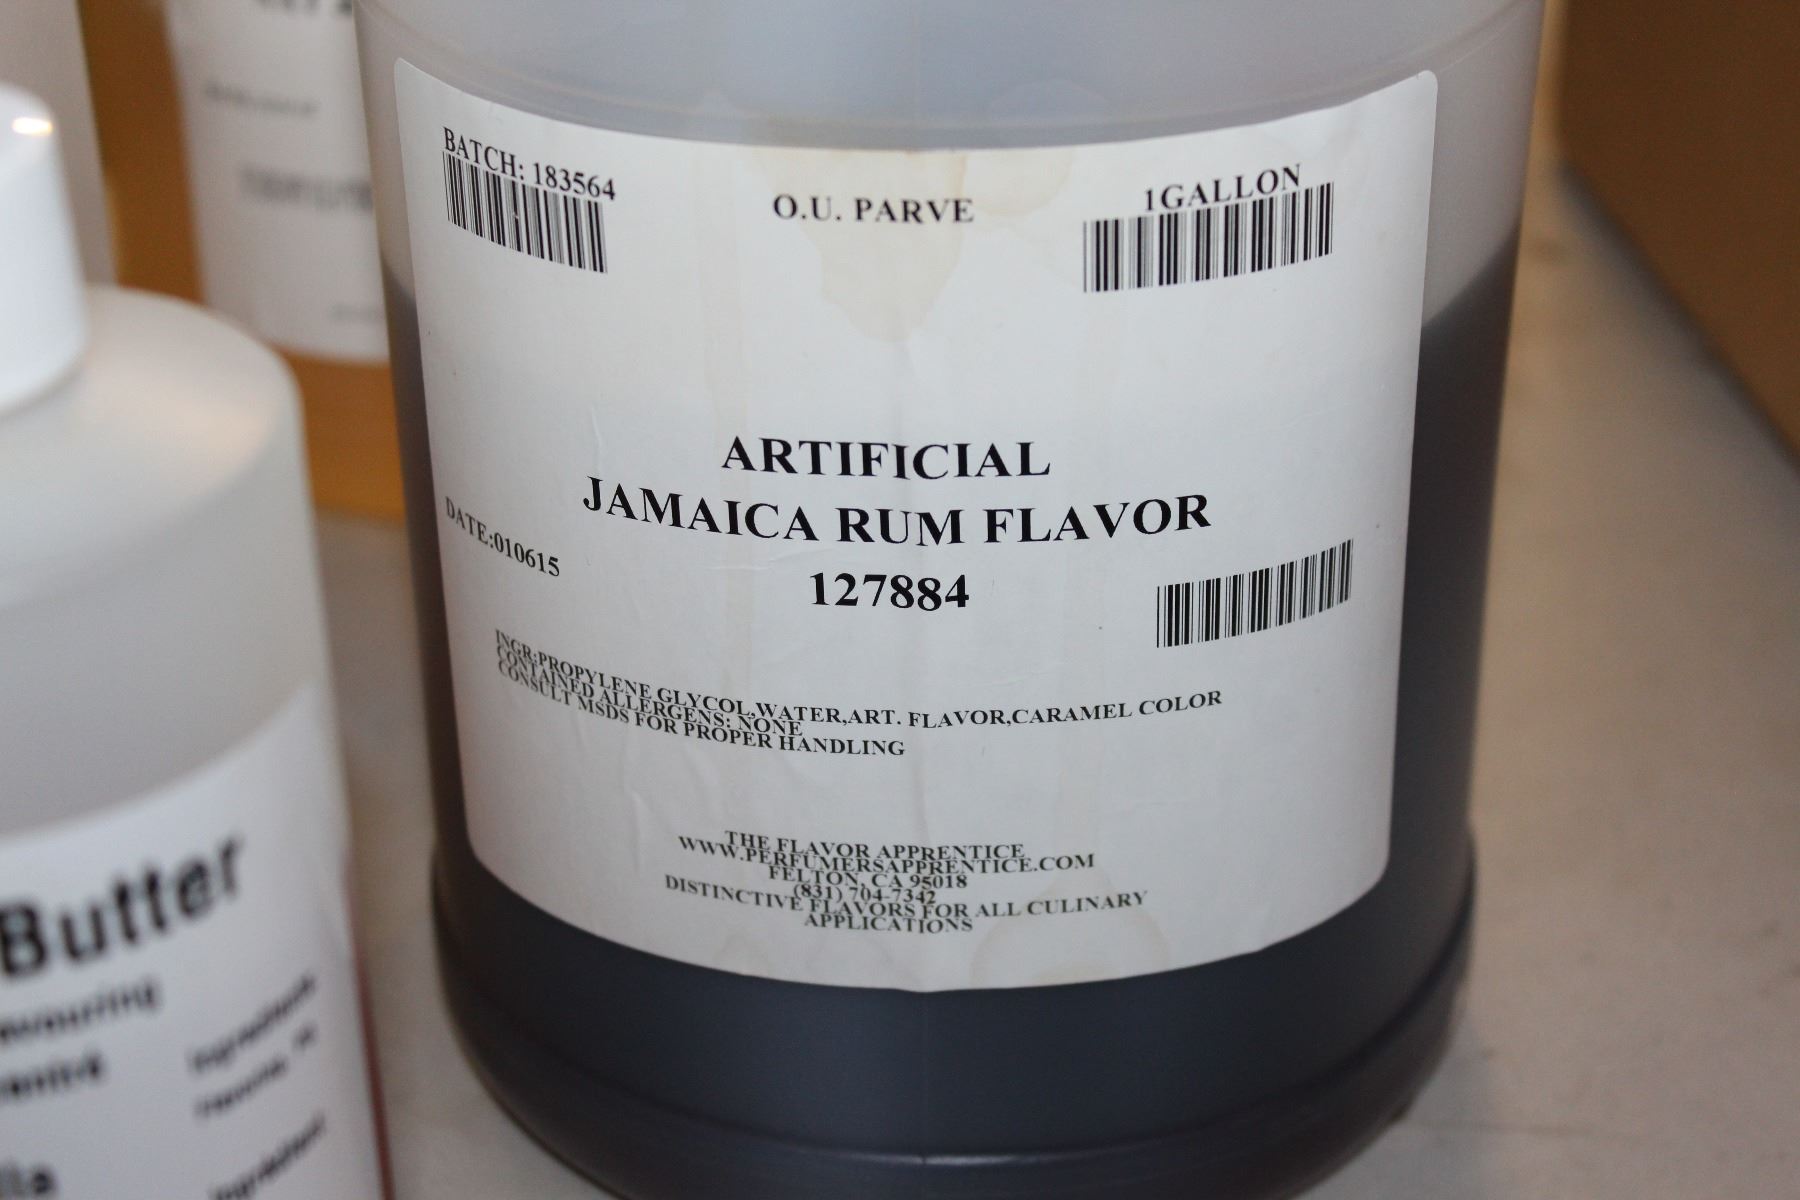 BATCH: 183564
O.U. PARVE
1GALLON
ARTIFICIAL
JAMAICA RUM FLAVOR
127884
DATE:010615
INGR:PROPYLENE GLYCOL,WATER,ART. FLAVOR,CARAMEL COLOR
CONTAINED ALLERGENS: NONE
CONSULT MSDS FOR PROPER HANDLING
THE FLAVOR APPRENTICE
WWW.PERFUMERSAPPRENTICE.COM
FELTON, CA 95018
(831) 704-7342
DISTINCTIVE FLAVORS FOR ALL CULINARY
APPLICATIONS
Butter